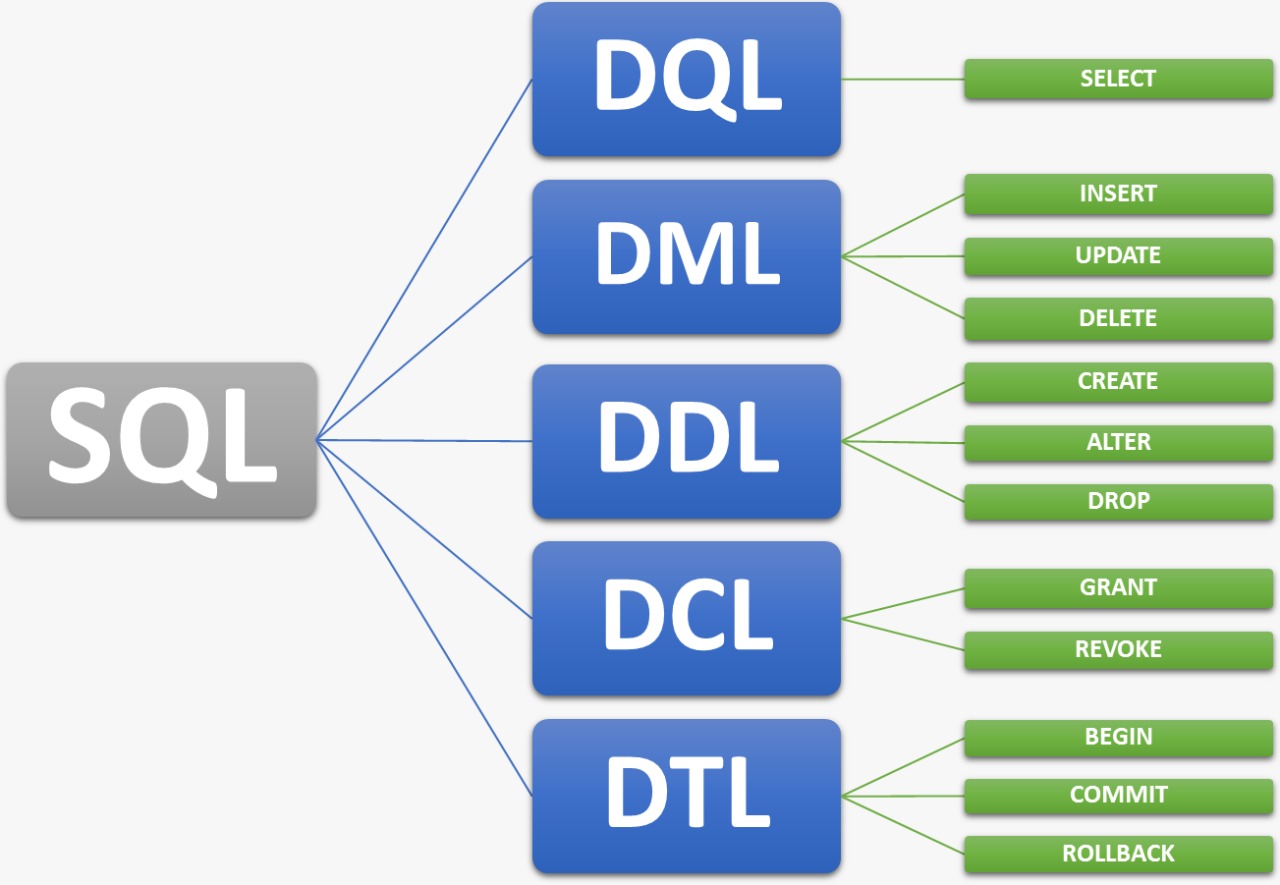 SQL
DQL
SELECT
DML
INSERT
UPDATE
DELETE
DDL
CREATE
ALTER
DROP
DCL
GRANT
REVOKE
DTL
BEGIN
COMMIT
ROLLBACK